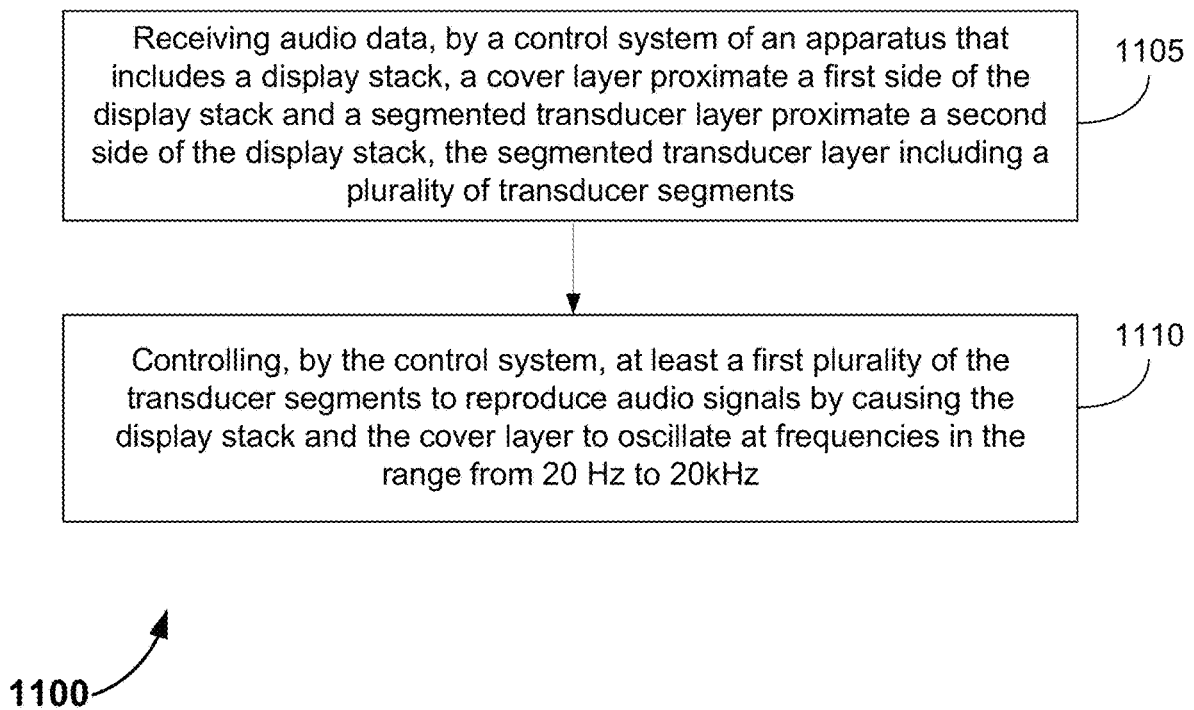 Receiving audio data, by a control system of an apparatus that
includes a display stack, a cover layer proximate a first side of the
display stack and a segmented transducer layer proximate a second
side of the display stack, the segmented transducer layer including a
plurality of transducer segments
1105
Controlling, by the control system, at least a first plurality of the
transducer segments to reproduce audio signals by causing the
display stack and the cover layer to oscillate at frequencies in the
range from 20 Hz to 20kHz
1110
1100